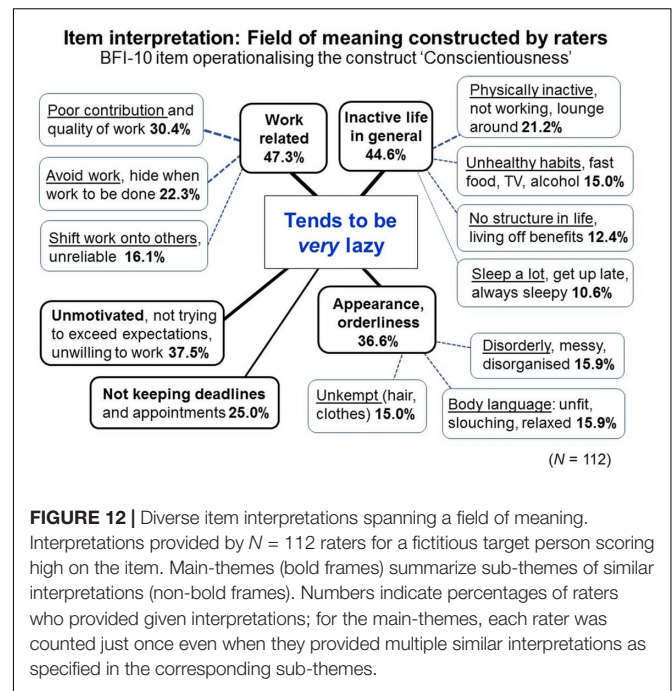 Item interpretation: Field of meaning constructed by raters
BFI-10 item operationalising the construct 'Conscientiousness'
Poor contribution and
quality of work 30.4%
Avoid work, hide when
work to be done 22.3%
Shift work onto others,
unreliable 16.1%
Work
related
47.3%
Inactive life
in general
44.6%
Physically inactive,
not working, lounge
around 21.2%
Unhealthy habits, fast
food, TV, alcohol 15.0%
No structure in life,
living off benefits 12.4%
Sleep a lot, get up late,
always sleepy 10.6%
Tends to be
very lazy
Unmotivated, not trying
to exceed expectations,
unwilling to work 37.5%
Not keeping deadlines
and appointments 25.0%
Appearance,
orderliness
36.6%
Unkempt (hair,
clothes) 15.0%
Disorderly, messy,
disorganised 15.9%
Body language: unfit,
slouching, relaxed 15.9%
(N = 112)
FIGURE 12 | Diverse item interpretations spanning a field of meaning.
Interpretations provided by N = 112 raters for a fictitious target person scoring
high on the item. Main-themes (bold frames) summarize sub-themes of similar
interpretations (non-bold frames). Numbers indicate percentages of raters
who provided given interpretations; for the main-themes, each rater was
counted just once even when they provided multiple similar interpretations as
specified in the corresponding sub-themes.